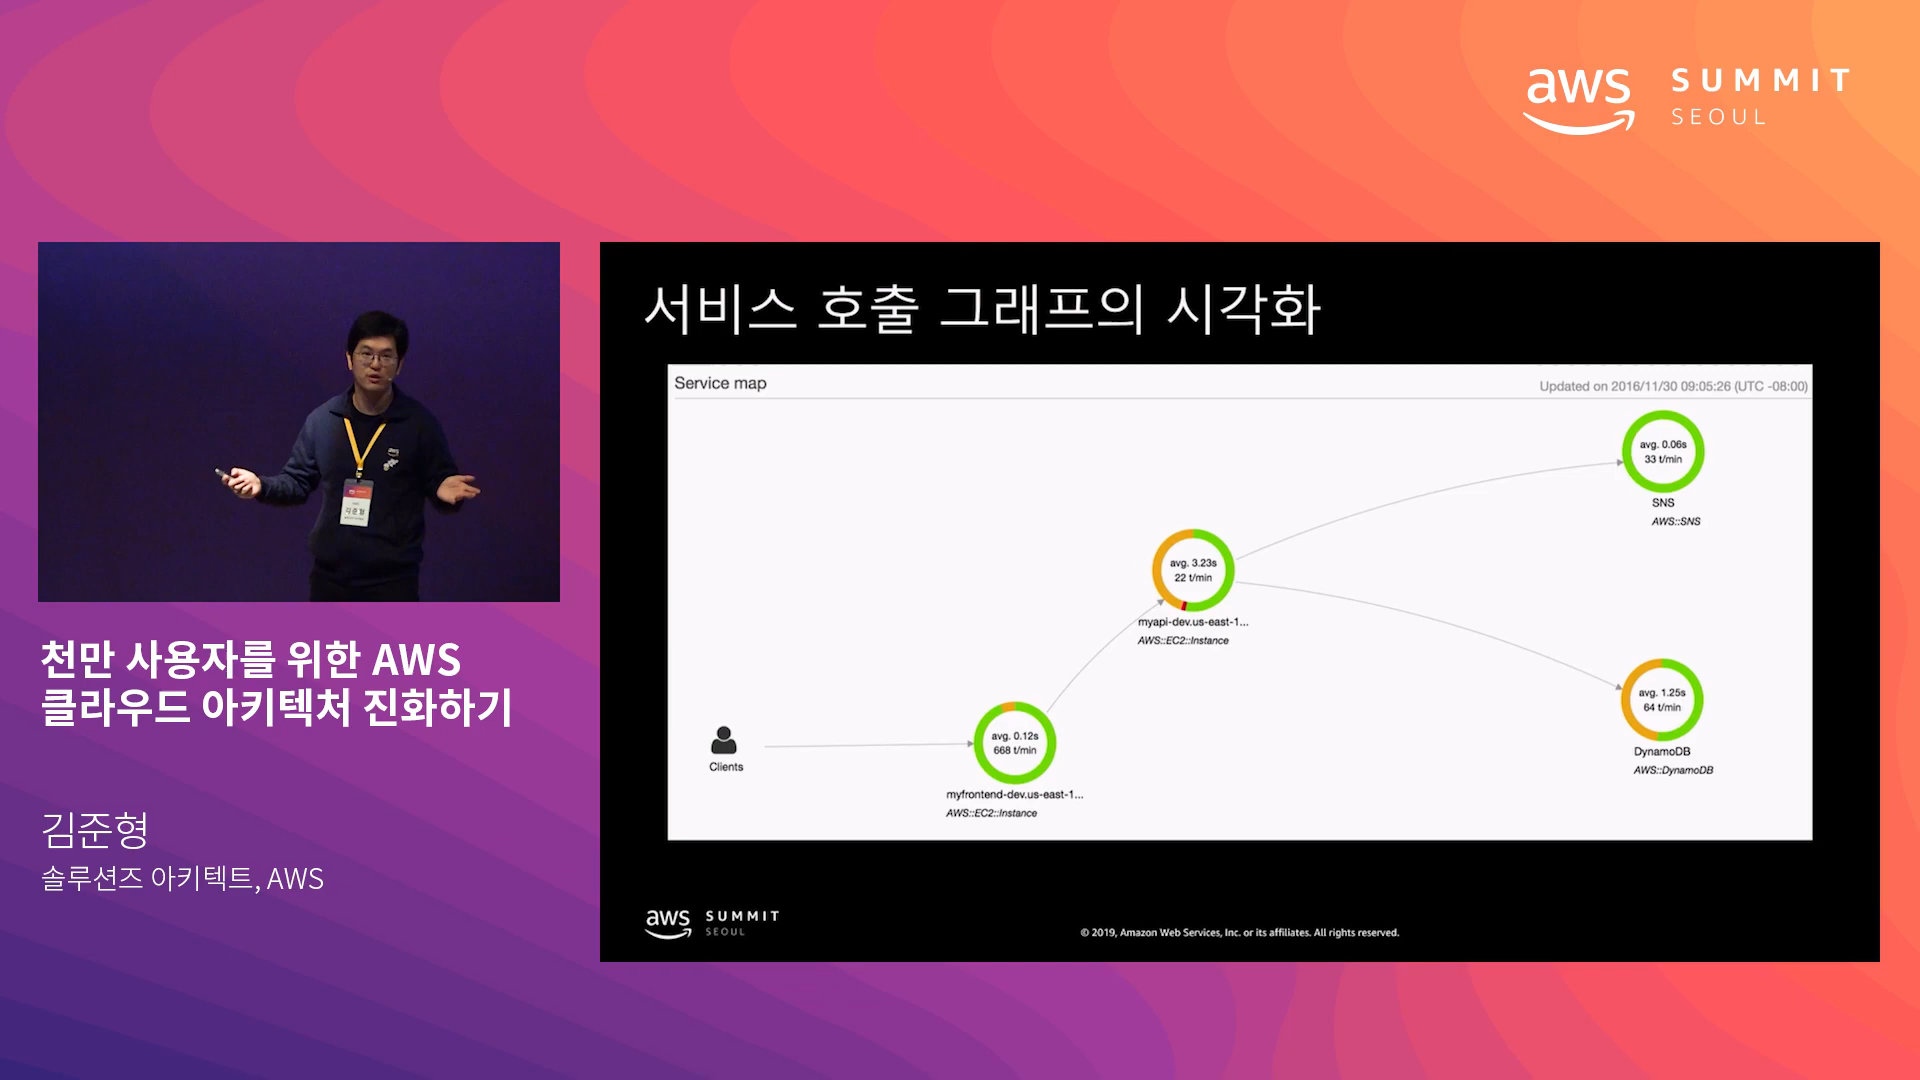 aws SUMMIT
SEOUL
서비스 호출 그래프의 시각화
Service map
Updated on 2016/11/30 09:05:26 (UTC -08:00)
avg. 0.06s
33 t/min
SNS
AWS::SNS
avg. 3.23s
22 t/min
myapi-dev.us-east-1...
AWS::EC2::Instance
avg. 1.25s
64 t/min
DynamoDB
AWS::DynamoDB
Clients
avg. 0.12s
668 t/min
myfrontend-dev.us-east-1...
AWS::EC2::Instance
aws SUMMIT
SEOUL
© 2019, Amazon Web Services, Inc. or its affiliates. All rights reserved.
aws
김준형
천만 사용자를 위한 AWS
클라우드 아키텍처 진화하기
김준형
솔루션즈 아키텍트, AWS